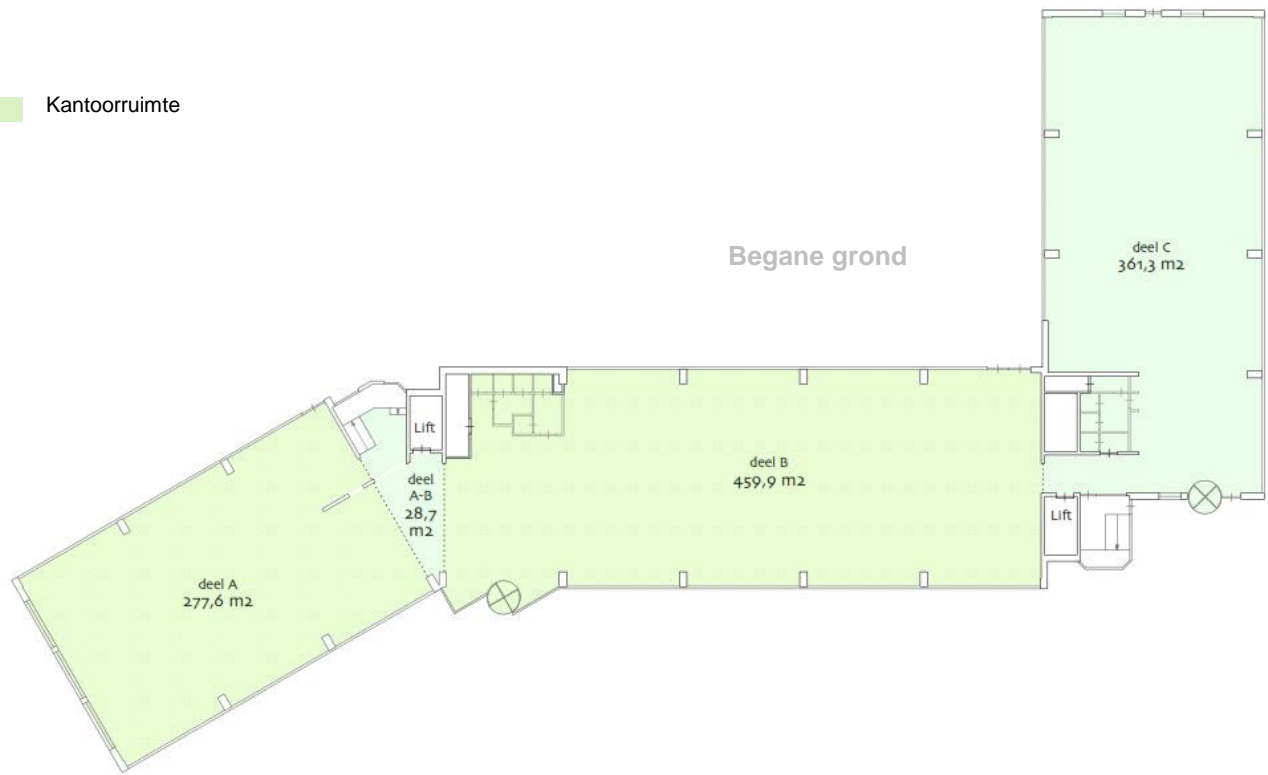 Kantoorruimte
Begane grond
deel C
361,3 m2
Lift
deel B
459,9 m2
deel
A-B
28,7
m2
Lift
deel A
277,6 m2